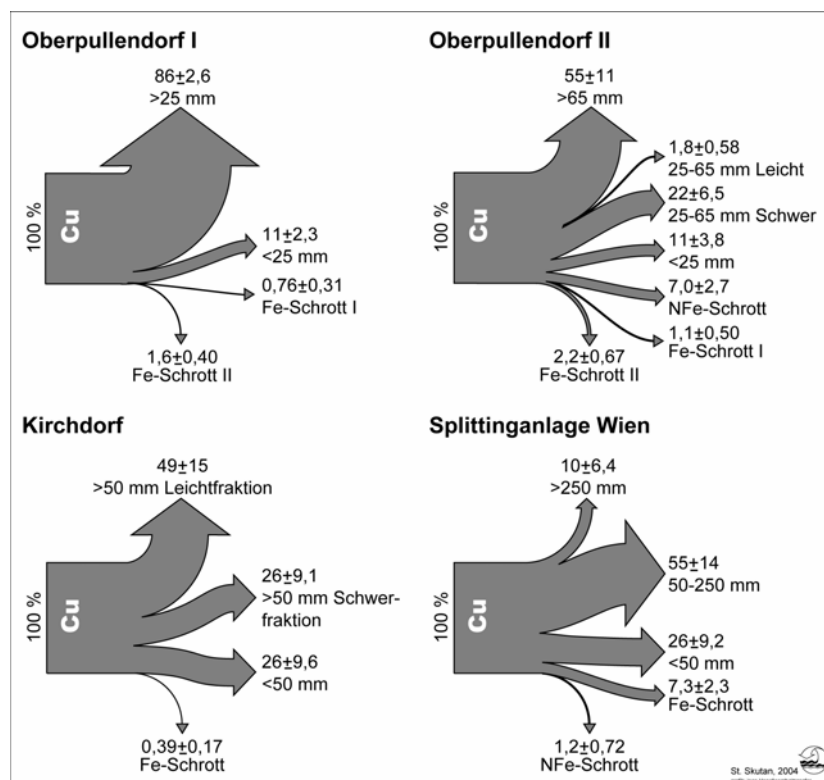 Oberpullendorf I
86±2,6
>25 mm
100 %
Cu
11±2,3
<25 mm
0,76±0,31
Fe-Schrott I
1,6±0,40
Fe-Schrott II
Oberpullendorf II
55±11
>65 mm
1,8±0,58
25-65 mm Leicht
22±6,5
25-65 mm Schwer
100 %
Cu
11±3,8
<25 mm
7,0±2,7
NFe-Schrott
1,1±0,50
Fe-Schrott I
2,2±0,67
Fe-Schrott II
Kirchdorf
49±15
>50 mm Leichtfraktion
100 %
Cu
26±9,1
>50 mm Schwer-
fraktion
26±9,6
<50 mm
0,39±0,17
Fe-Schrott
Splittinganlage Wien
10±6,4
>250 mm
55±14
50-250 mm
100 %
Cu
26±9,2
<50 mm
7,3±2,3
Fe-Schrott
1,2±0,72
NFe-Schrott
St. Skutan, 2004